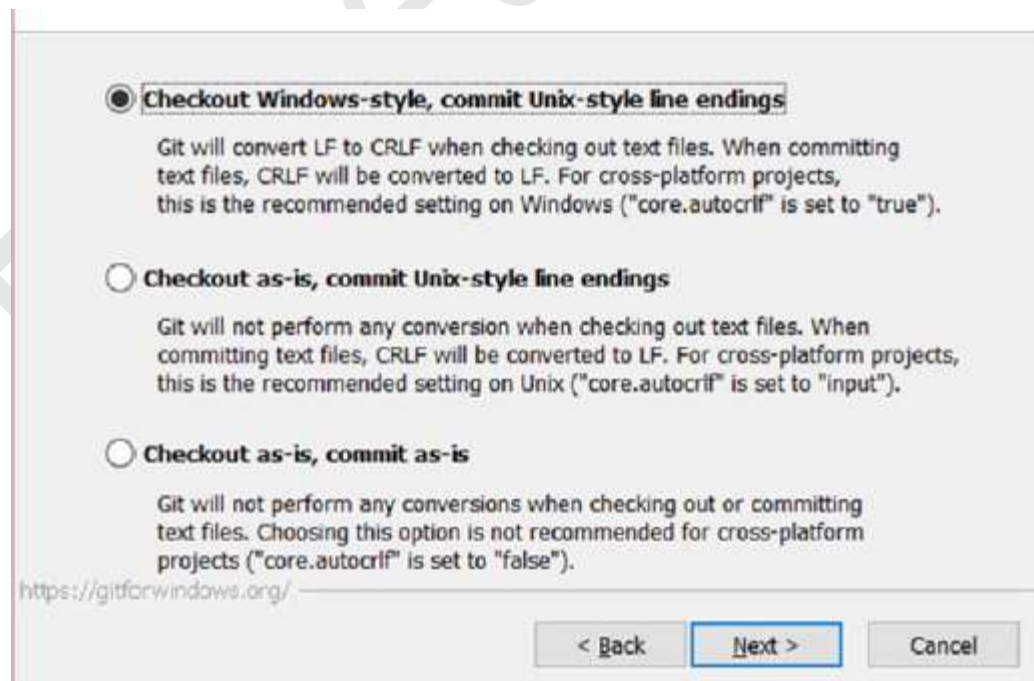 Checkout Windows-style, commit Unix-style line endings
Git will convert LF to CRLF when checking out text files. When committing
text files, CRLF will be converted to LF. For cross-platform projects,
this is the recommended setting on Windows ("core.autocrlf" is set to "true").
Checkout as-is, commit Unix-style line endings
Git will not perform any conversion when checking out text files. When
committing text files, CRLF will be converted to LF. For cross-platform projects,
this is the recommended setting on Unix ("core.autocrlf" is set to "input").
Checkout as-is, commit as-is
Git will not perform any conversions when checking out or committing
text files. Choosing this option is not recommended for cross-platform
projects ("core.autocrlf" is set to "false").
https://gitforwindows.org/
< Back Next > Cancel